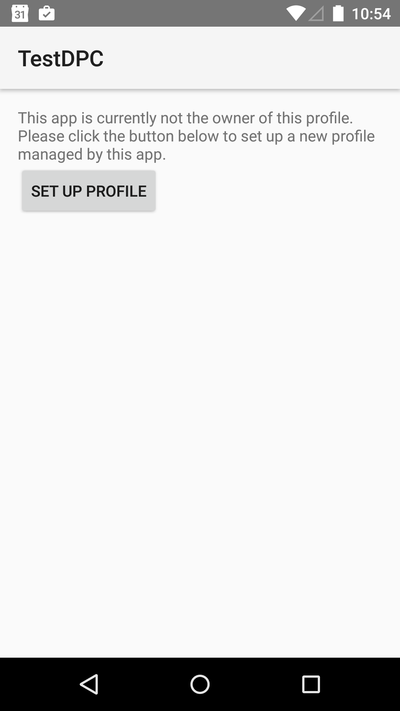 31
10:54
TestDPC
This app is currently not the owner of this profile.
Please click the button below to set up a new profile
managed by this app.
SET UP PROFILE